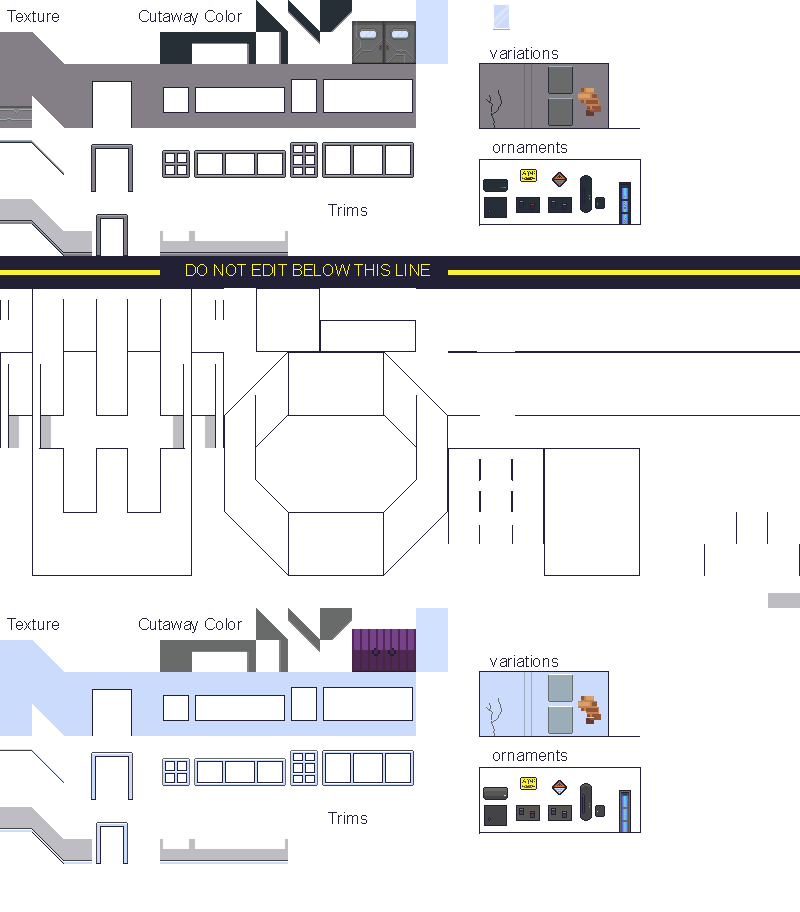 Texture
Cutaway Color
variations
ornaments
Trims
DO NOT EDIT BELOW THIS LINE
Texture
Cutaway Color
variations
ornaments
Trims